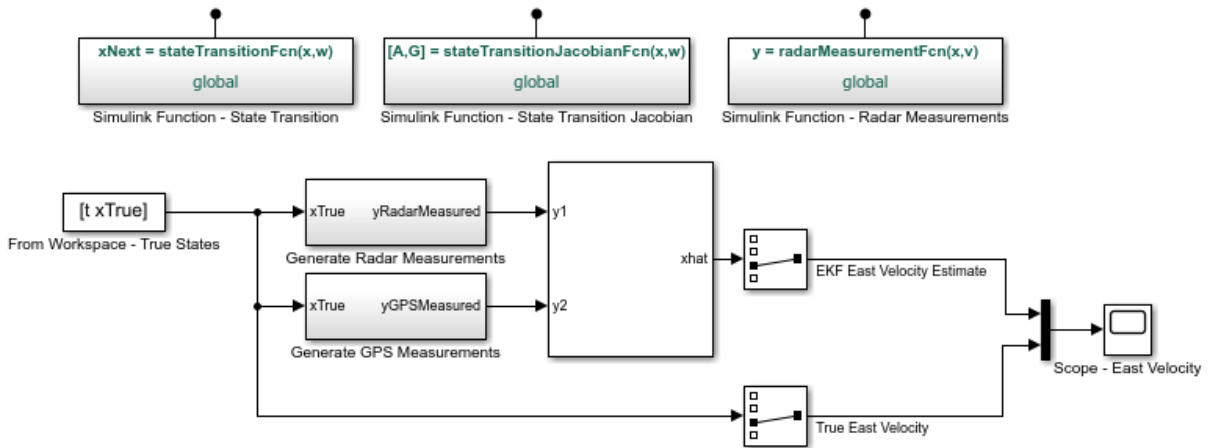 xNext = stateTransitionFcn(x,w)
global
Simulink Function - State Transition
[A,G] = stateTransitionJacobianFcn(x,w)
global
Simulink Function - State Transition Jacobian
y = radarMeasurementFcn(x,v)
global
Simulink Function - Radar Measurements
[t xTrue]
From Workspace - True States
xTrue yRadarMeasured
Generate Radar Measurements
xTrue yGPSMeasured
Generate GPS Measurements
y1
y2
xhat
EKF East Velocity Estimate
True East Velocity
Scope - East Velocity